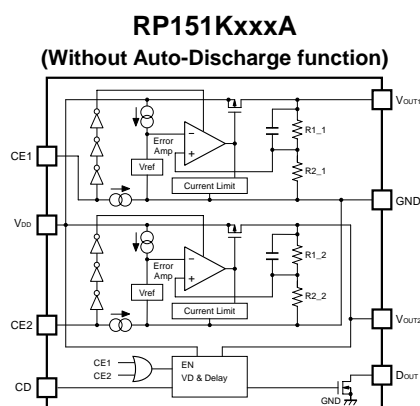 RP151KxxxA
(Without Auto-Discharge function)
VOUT1
Error
Amp
R1_1
CE1
Vref
R2_1
Current Limit
GND
VDD
Error
Amp
R1_2
Vref
R2_2
Current Limit
CE2
VOUT2
CE1
CE2
EN
VD & Delay
DOUT
CD
GND